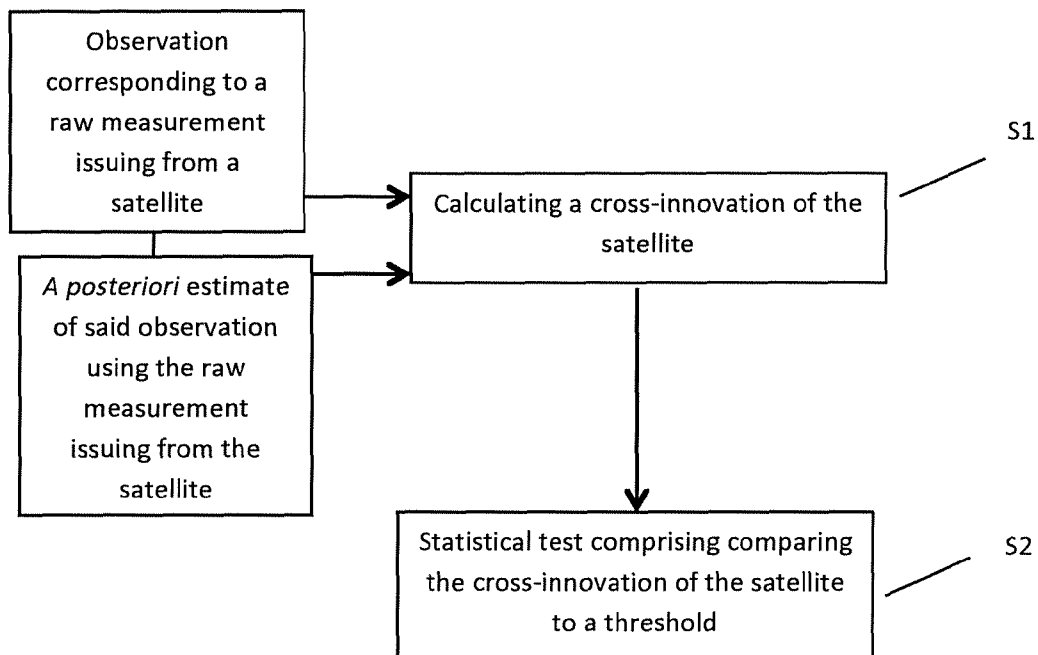 Observation
corresponding to a
raw measurement
issuing from a
satellite
S1
Calculating a cross-innovation of the
satellite
A posteriori estimate
of said observation
using the raw
measurement
issuing from the
satellite
Statistical test comprising comparing
the cross-innovation of the satellite
to a threshold
S2